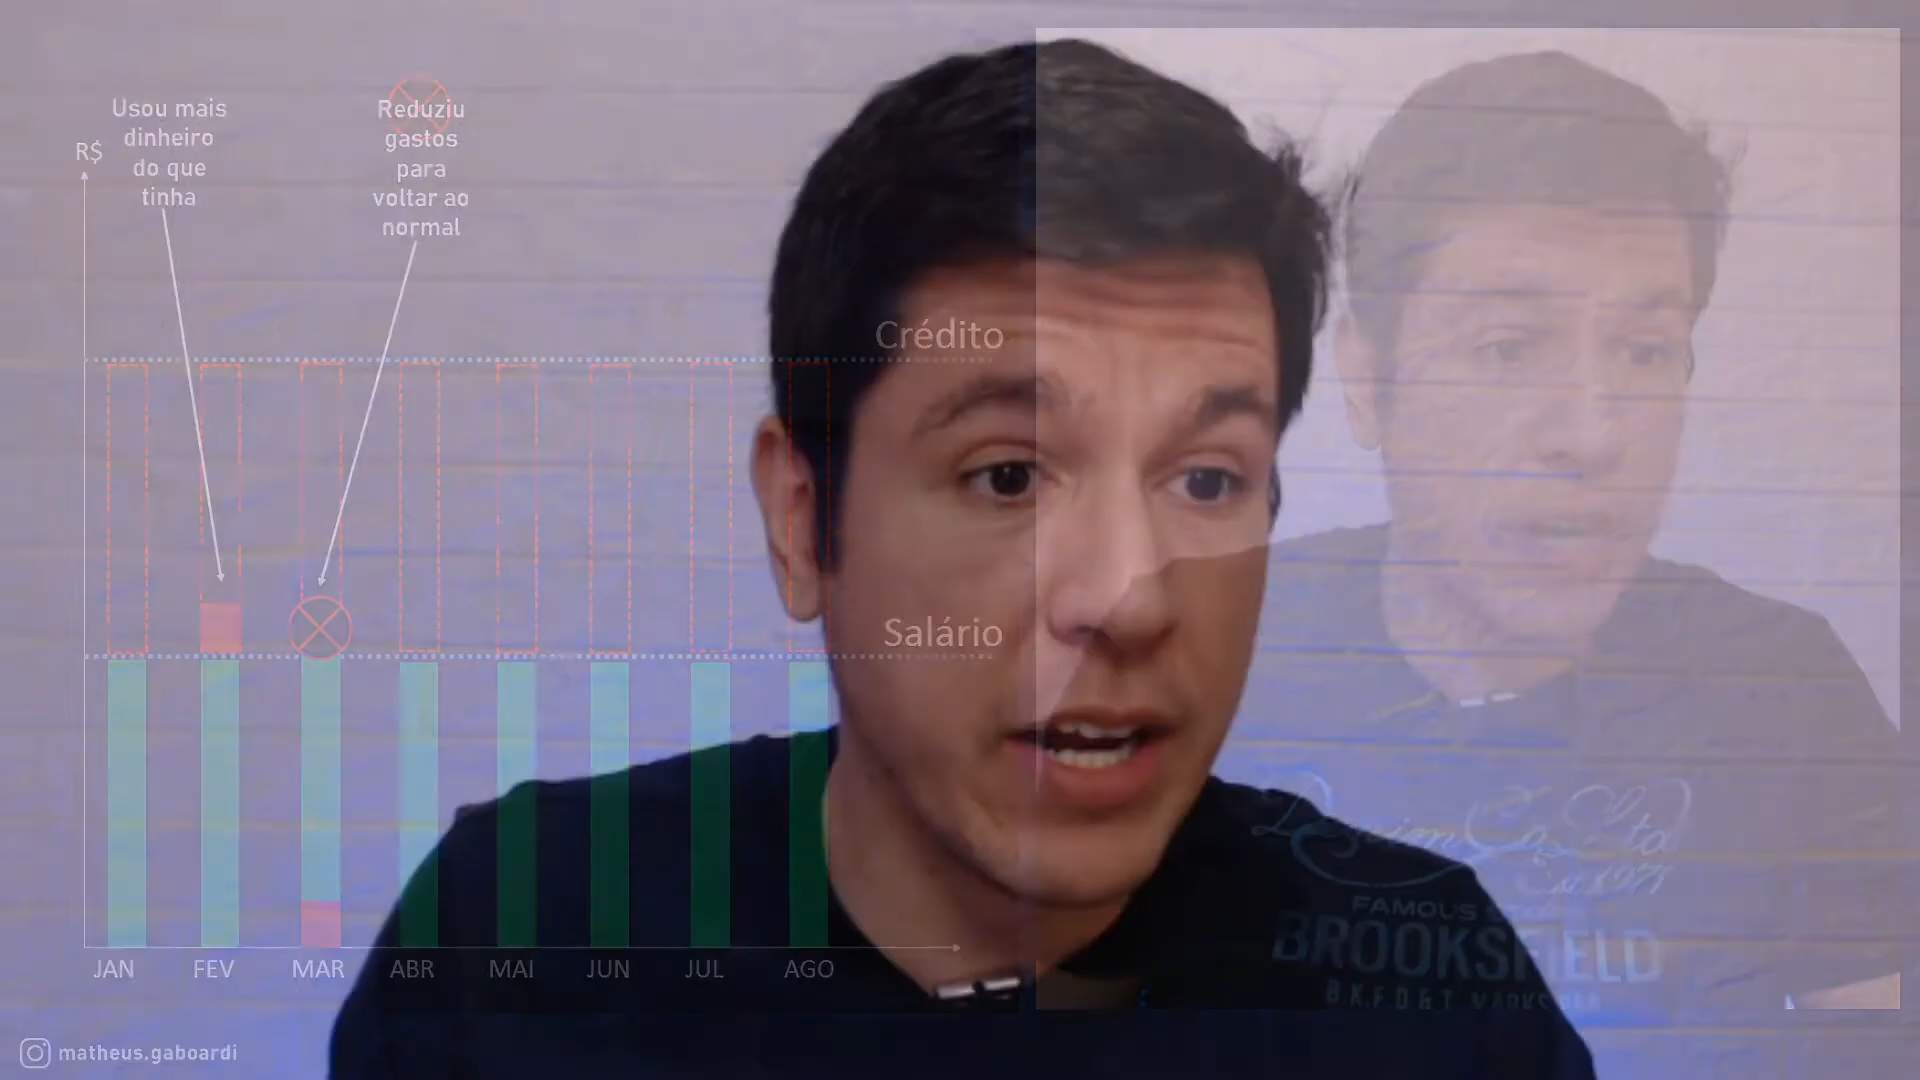 Usou mais
dinheiro
do que
tinha
Reduziu
gastos
para
voltar ao
normal
R$
Crédito
Salário
JAN FEV MAR ABR MAI JUN JUL AGO
FAMOUS
BROOKSFIELD
matheus.gaboardi